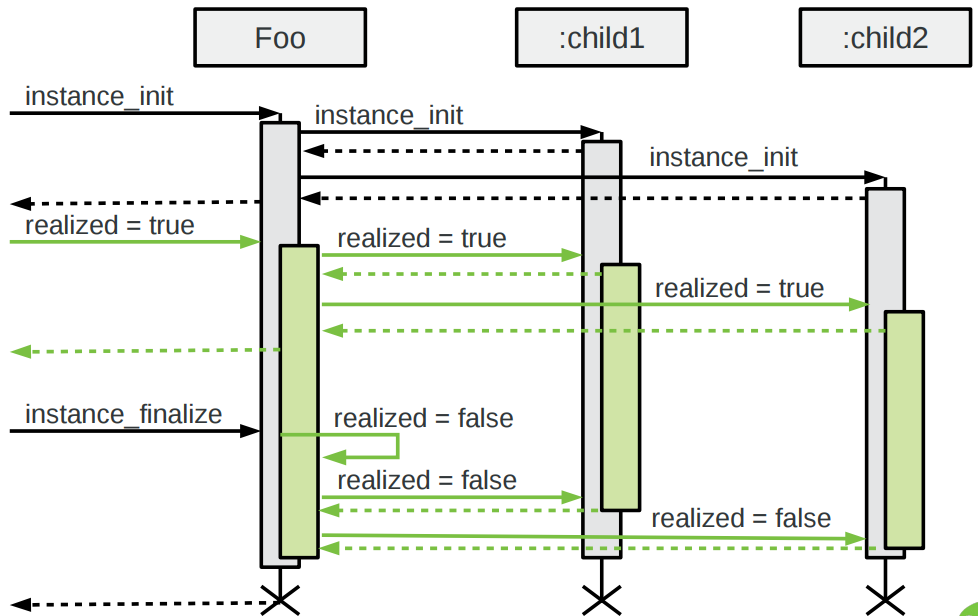 Foo
:child1
:child2
instance_init
instance_init
instance_init
realized = true
realized = true
realized = true
instance_finalize
realized = false
realized = false
realized = false